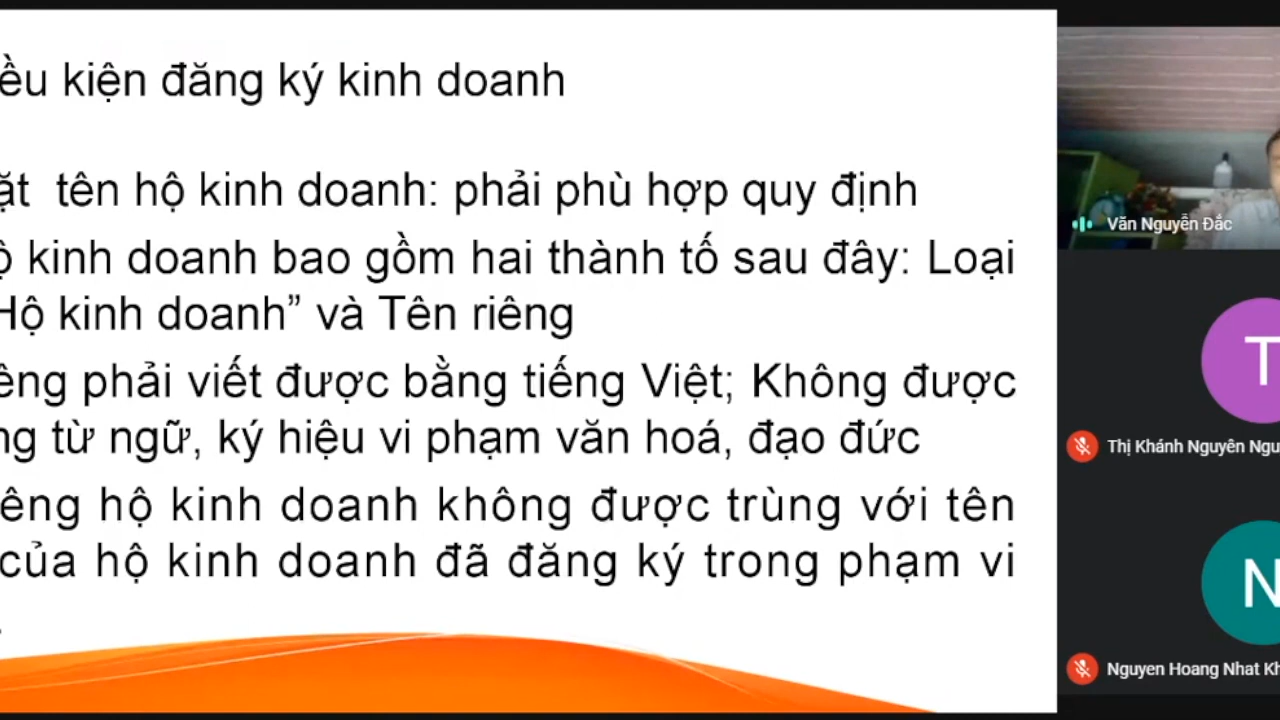 ều kiện đăng ký kinh doanh
ặt tên hộ kinh doanh: phải phù hợp quy định
ộ kinh doanh bao gồm hai thành tố sau đây: Loại
Hộ kinh doanh” và Tên riêng
êng phải viết được bằng tiếng Việt; Không được
ng từ ngữ, ký hiệu vi phạm văn hoá, đạo đức
êng hộ kinh doanh không được trùng với tên
của hộ kinh doanh đã đăng ký trong phạm vi
Văn Nguyễn Đắc
T
Thị Khánh Nguyên Ngu
N
Nguyen Hoang Nhat Kh